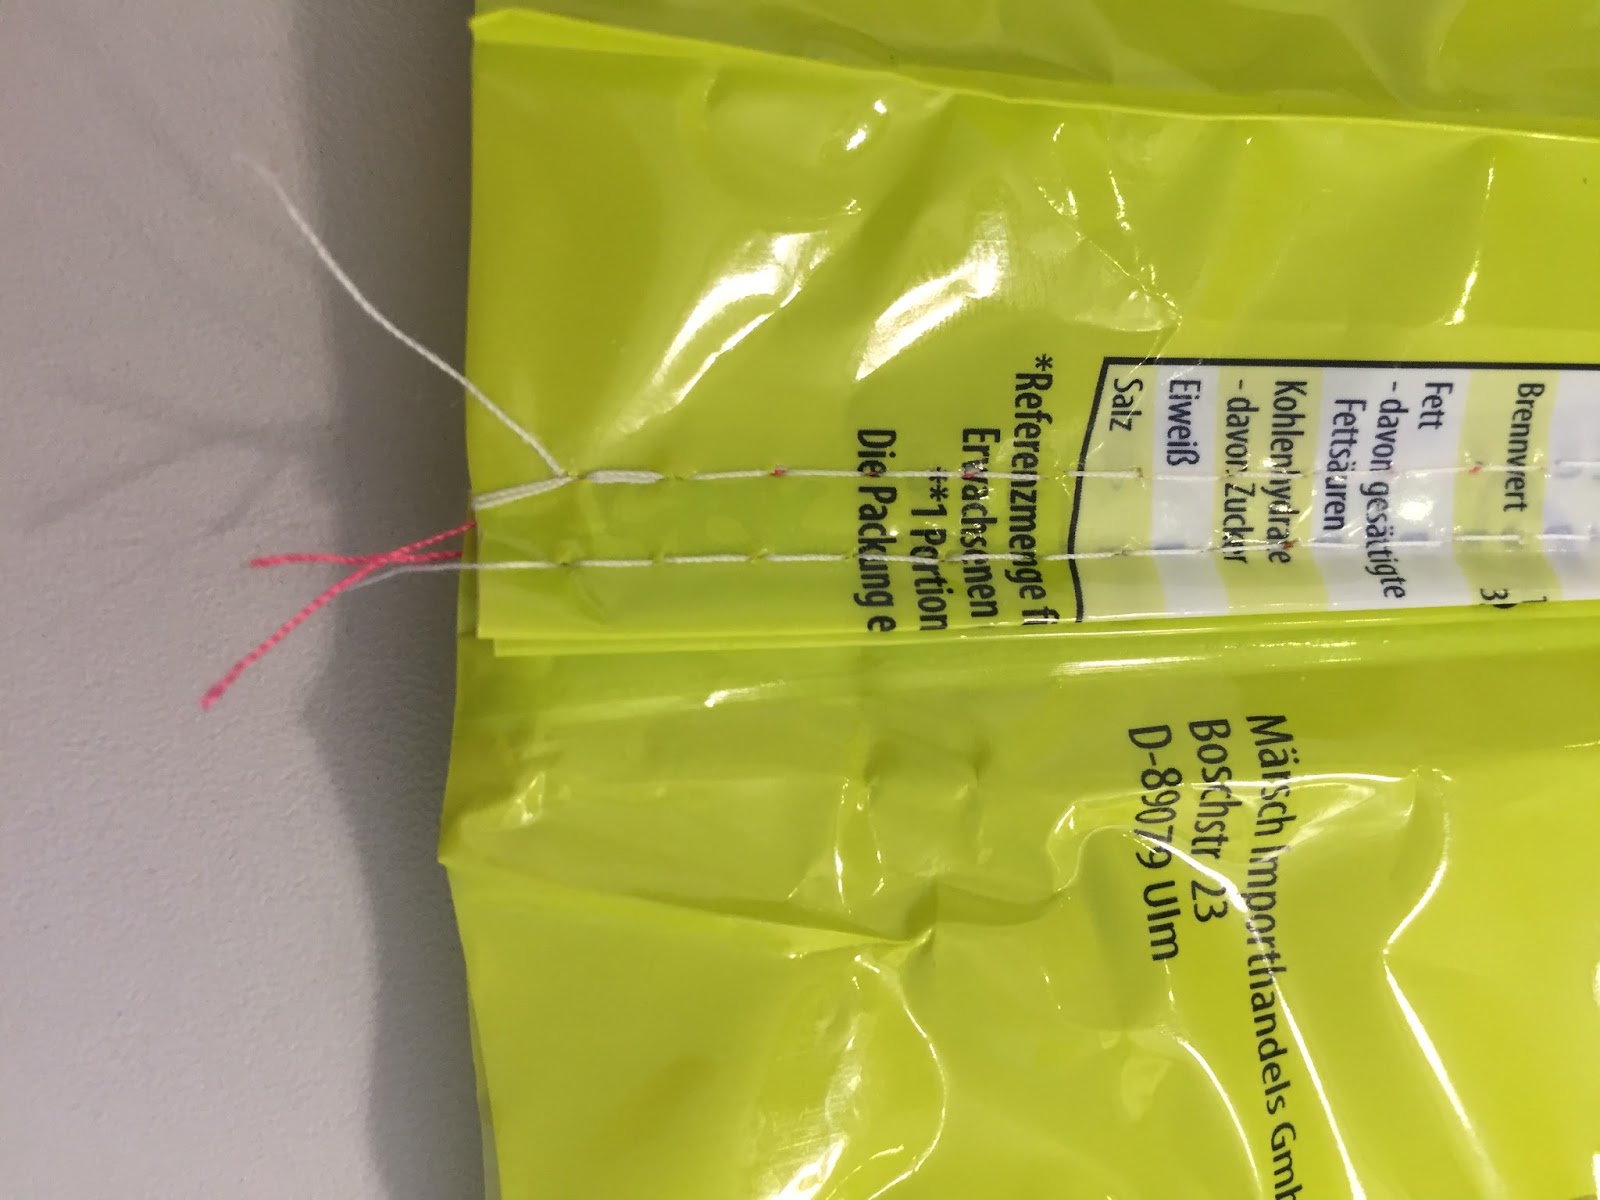 Brennwert
Fett
- davon gesättigte
Fettsäuren
Kohlenhydrate
- davon Zucker
Eiweiß
Salz
*Referenzmenge
Erwachsenen
**1 Portion
Die Packung e
Märsch Importhandels GmbH
Boschstr 23
D-89079 Ulm